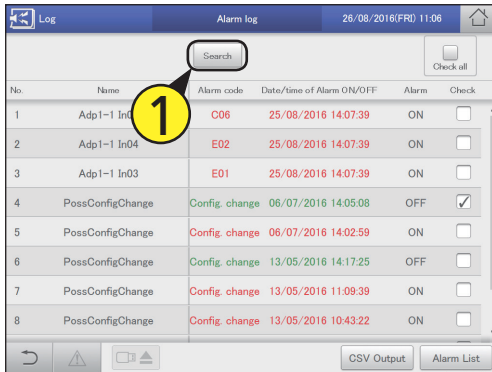 Log Alarm log 26/08/2016(FRI) 11:06
Search
Check all
1
No. Name Alarm code Date/time of Alarm ON/OFF Alarm Check
1 Adp1-1 C06 25/08/2016 14:07:39 ON
2 Adp1-1 In04 E02 25/08/2016 14:07:39 ON
3 Adp1-1 In03 E01 25/08/2016 14:07:39 ON
4 PossConfigChange Config. change 06/07/2016 14:05:08 OFF
5 PossConfigChange Config. change 06/07/2016 14:02:59 ON
6 PossConfigChange Config. change 13/05/2016 14:17:25 OFF
7 PossConfigChange Config. change 13/05/2016 11:09:39 ON
8 PossConfigChange Config. change 13/05/2016 10:43:22 ON
CSV Output Alarm List